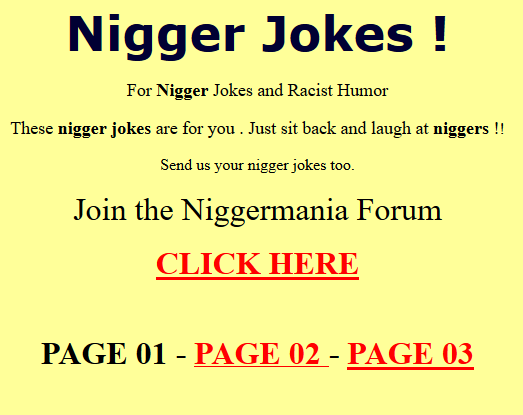 Nigger Jokes !
For Nigger Jokes and Racist Humor
These nigger jokes are for you . Just sit back and laugh at niggers !!
Send us your nigger jokes too.
Join the Niggermania Forum
CLICK HERE
PAGE 01 - PAGE 02 - PAGE 03